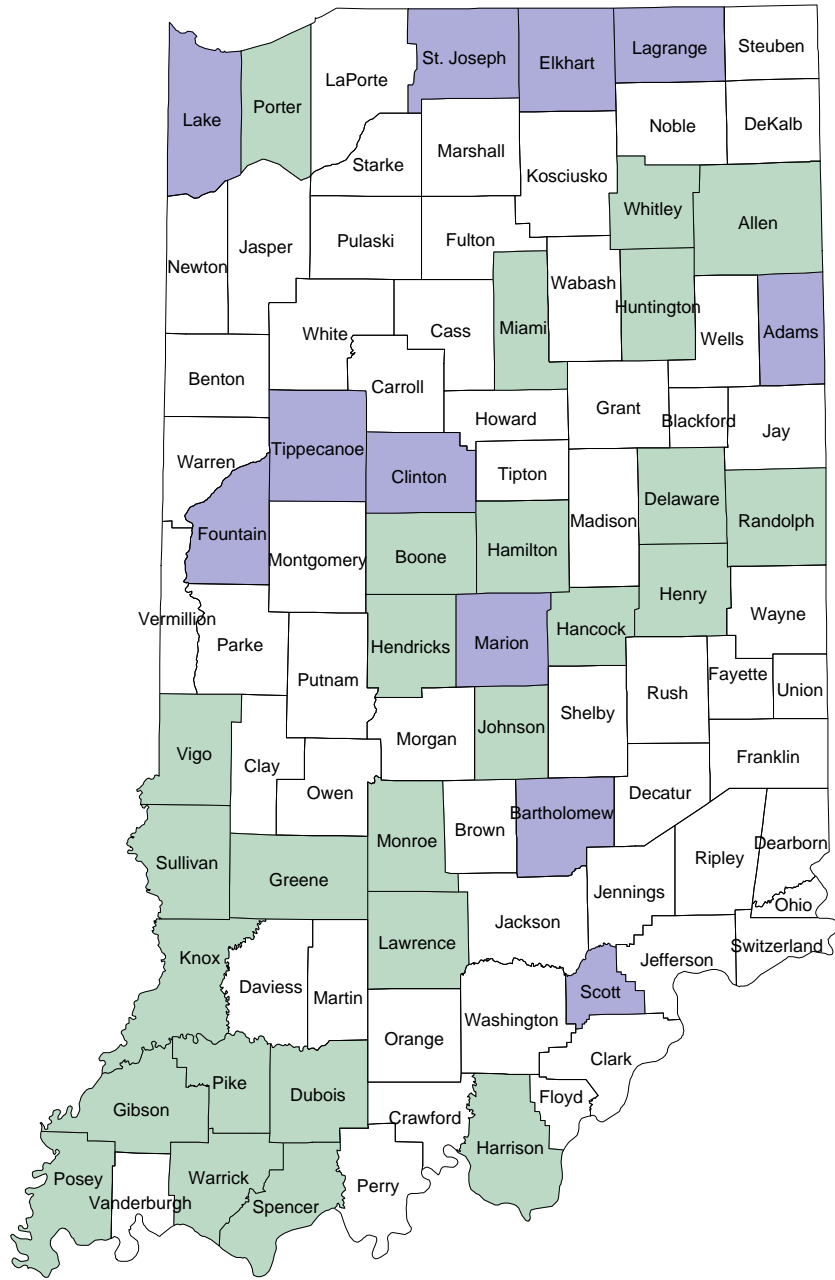 Steuben
Lagrange
St. Joseph
Elkhart
LaPorte
Porter
Lake
DeKalb
Noble
Marshall
Starke
Kosciusko
Whitley
Allen
Pulaski
Fulton
Jasper
Newton
Wabash
Huntington
Miami
Cass
White
Wells
Adams
Benton
Carroll
Grant
Howard
Blackford
Jay
Warren
Tippecanoe
Clinton
Tipton
Delaware
Madison
Randolph
Fountain
Montgomery
Boone
Hamilton
Henry
Wayne
Vermillion
Parke
Hendricks
Marion
Hancock
Fayette
Union
Putnam
Rush
Shelby
Johnson
Morgan
Vigo
Clay
Franklin
Owen
Decatur
Bartholomew
Brown
Monroe
Dearborn
Ripley
Sullivan
Greene
Jennings
Ohio
Jackson
Lawrence
Switzerland
Jefferson
Knox
Daviess
Martin
Scott
Washington
Orange
Clark
Pike
Dubois
Floyd
Gibson
Crawford
Harrison
Posey
Warrick
Perry
Vanderburgh
Spencer